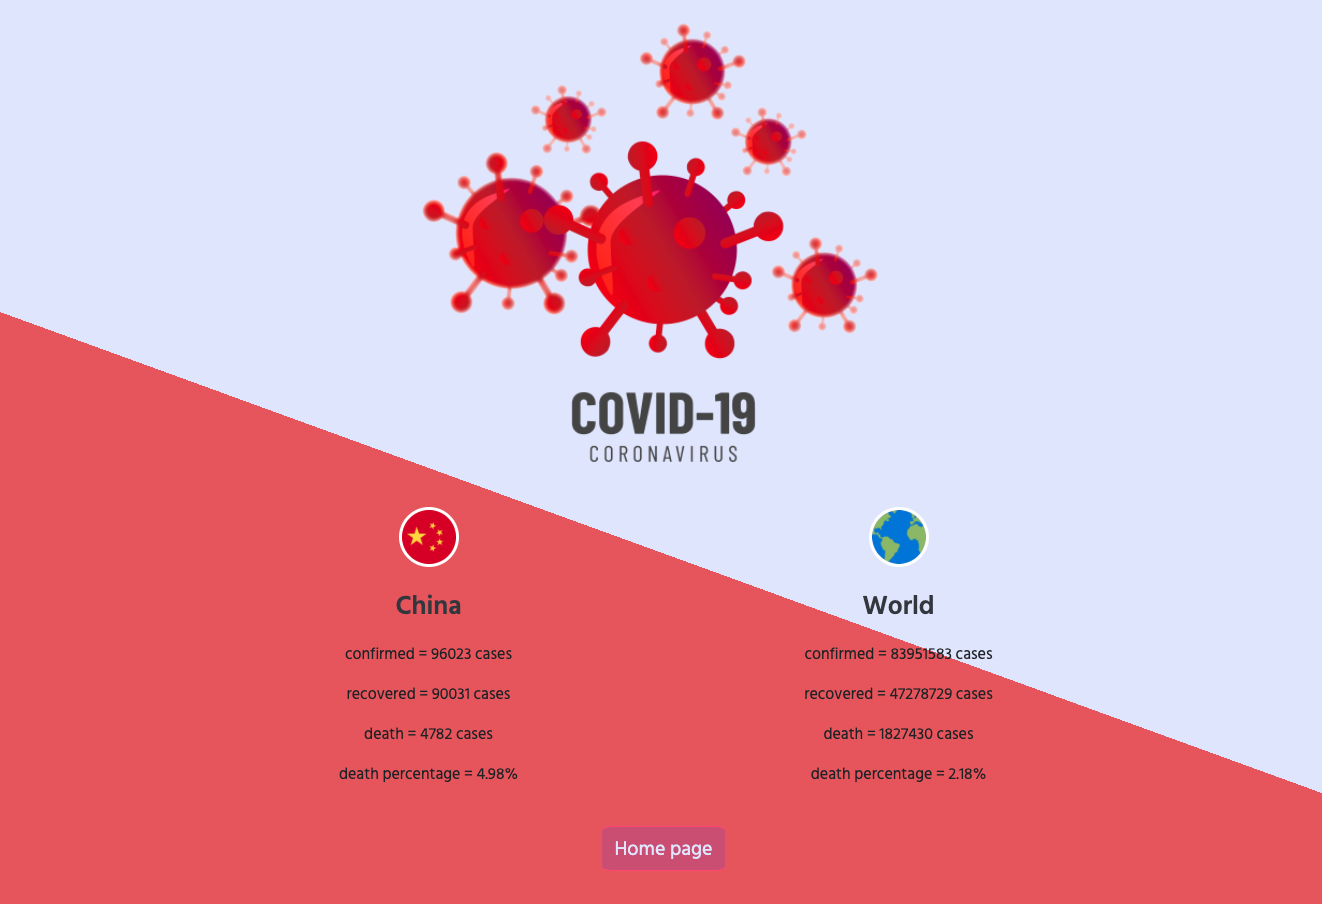 COVID-19
CORONAVIRUS
China
confirmed = 96023 cases
recovered = 90031 cases
death = 4782 cases
death percentage = 4.98%
World
confirmed = 83951583 cases
recovered = 47278729 cases
death = 1827430 cases
death percentage = 2.18%
Home page